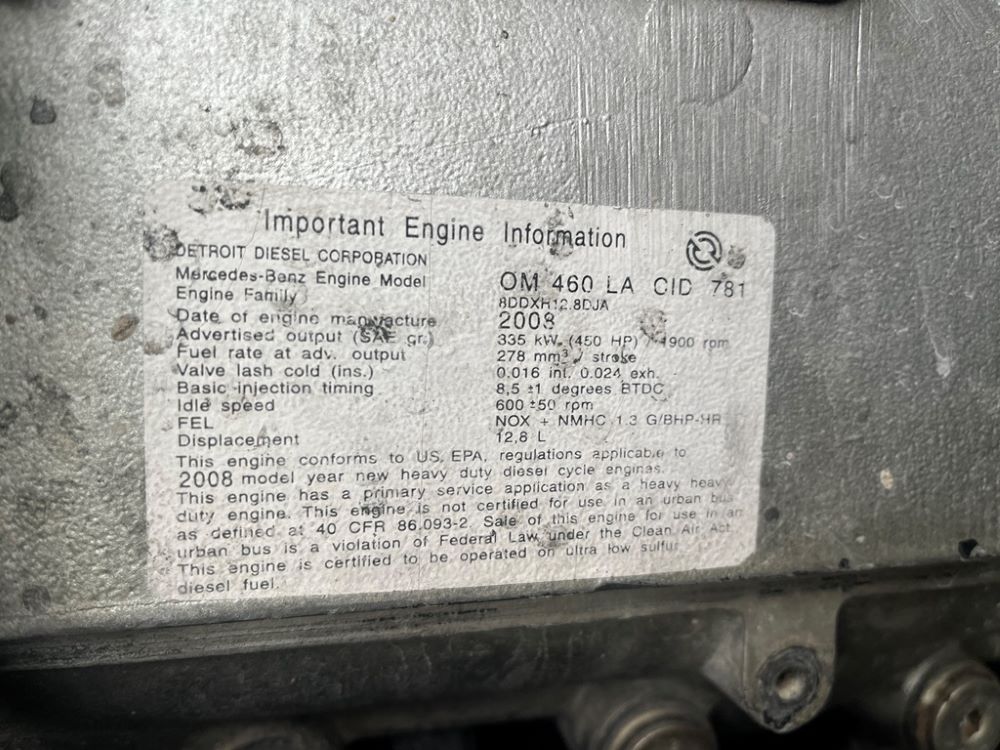 Important Engine Information
DETROIT DIESEL CORPORATION
Mercedes-Benz Engine Model OM 460 LA CID 781
Engine Family 8DDXH12.8DJA
Date of engine manufacture 2008
Advertised output (SAE gr.) 335 kW. (450 HP) / 1900 rpm
Fuel rate at adv. output 278 mm³ / stroke
Valve lash cold (ins.) 0.016 int. 0.024 exh.
Basic injection timing 8,5 ±1 degrees BTDC
Idle speed 600 ±50 rpm
FEL NOX + NMHC 1.3 G/BHP-HR
Displacement 12,8 L
This engine conforms to US, EPA, regulations applicable to
2008 model year new heavy duty diesel cycle engines.
This engine has a primary service application as a heavy heavy
duty engine. This engine is not certified for use in an urban bus
as defined at 40 CFR 86.093-2. Sale of this engine for use in an
urban bus is a violation of Federal Law under the Clean Air Act.
This engine is certified to be operated on ultra low sulfur
diesel fuel.